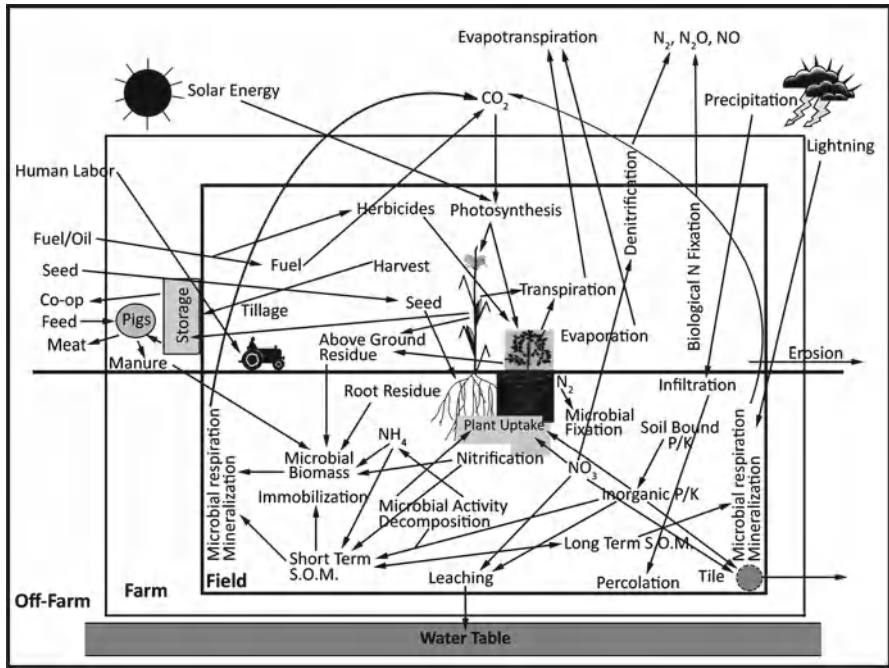 Evapotranspiration
N₂, N₂O, NO
Solar Energy
CO₂
Precipitation
Lightning
Human Labor
Herbicides
Photosynthesis
Denitrification
Biological N Fixation
Fuel/Oil
Fuel
Harvest
Seed
Seed
Co-op
Storage
Tillage
Transpiration
Feed
Pigs
Meat
Above Ground
Residue
Evaporation
Manure
Erosion
Root Residue
N₂
Infiltration
Microbial
Fixation
Plant Uptake
Soil Bound
P/K
NH₄
Microbial
Biomass
Nitrification
NO₃
Microbial respiration
Mineralization
Microbial respiration
Mineralization
Immobilization
Microbial Activity
Decomposition
Inorganic P/K
Long Term S.O.M.
Short Term
S.O.M.
Leaching
Percolation
Tile
Off-Farm
Farm
Field
Water Table